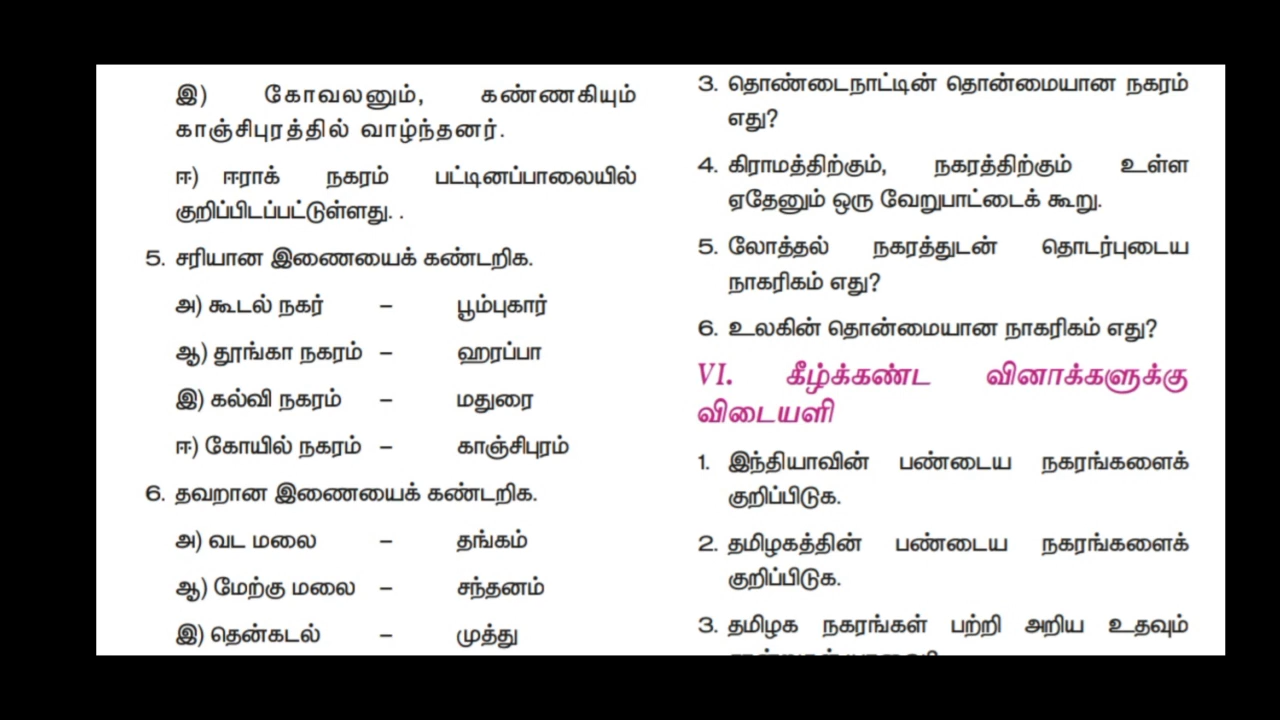 இ) கோவலனும், கண்ணகியும்
காஞ்சிபுரத்தில் வாழ்ந்தனர்.
ஈ) ஈராக் நகரம் பட்டினப்பாலையில்
குறிப்பிடப்பட்டுள்ளது. .
5. சரியான இணையைக் கண்டறிக.
அ) கூடல் நகர் – பூம்புகார்
ஆ) தூங்கா நகரம் – ஹரப்பா
இ) கல்வி நகரம் – மதுரை
ஈ) கோயில் நகரம் – காஞ்சிபுரம்
6. தவறான இணையைக் கண்டறிக.
அ) வட மலை – தங்கம்
ஆ) மேற்கு மலை – சந்தனம்
இ) தென்கடல் – முத்து
3. தொண்டைநாட்டின் தொன்மையான நகரம்
எது?
4. கிராமத்திற்கும், நகரத்திற்கும் உள்ள
ஏதேனும் ஒரு வேறுபாட்டைக் கூறு.
5. லோத்தல் நகரத்துடன் தொடர்புடைய
நாகரிகம் எது?
6. உலகின் தொன்மையான நாகரிகம் எது?
VI. கீழ்க்கண்ட வினாக்களுக்கு
விடையளி
1. இந்தியாவின் பண்டைய நகரங்களைக்
குறிப்பிடுக.
2. தமிழகத்தின் பண்டைய நகரங்களைக்
குறிப்பிடுக.
3. தமிழக நகரங்கள் பற்றி அறிய உதவும்